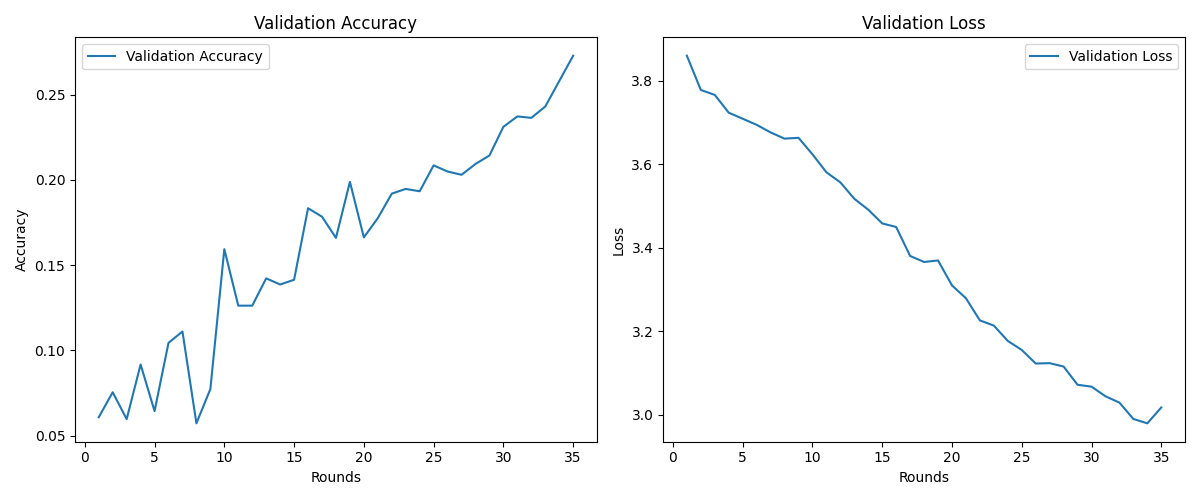 Validation Accuracy
Validation Accuracy
0.25
0.20
0.15
0.10
0.05
Accuracy
0 5 10 15 20 25 30 35
Rounds
Validation Loss
Validation Loss
3.8
3.6
3.4
3.2
3.0
Loss
0 5 10 15 20 25 30 35
Rounds